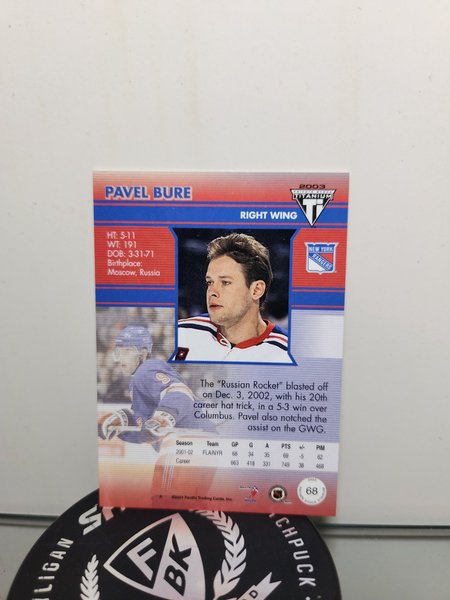 PAVEL BURE
2003
TITANIUM
Ti
RIGHT WING
HT: 5-11
WT: 191
DOB: 3-31-71
Birthplace:
Moscow, Russia
NEW YORK
RANGERS
The "Russian Rocket" blasted off
on Dec. 3, 2002, with his 20th
career hat trick, in a 5-3 win over
Columbus. Pavel also notched the
assist on the GWG.
Season Team GP G A PTS +/- PIM
2001-02 FLA/NYR 68 34 35 69 -5 62
Career 663 418 331 749 38 468
68
FBK